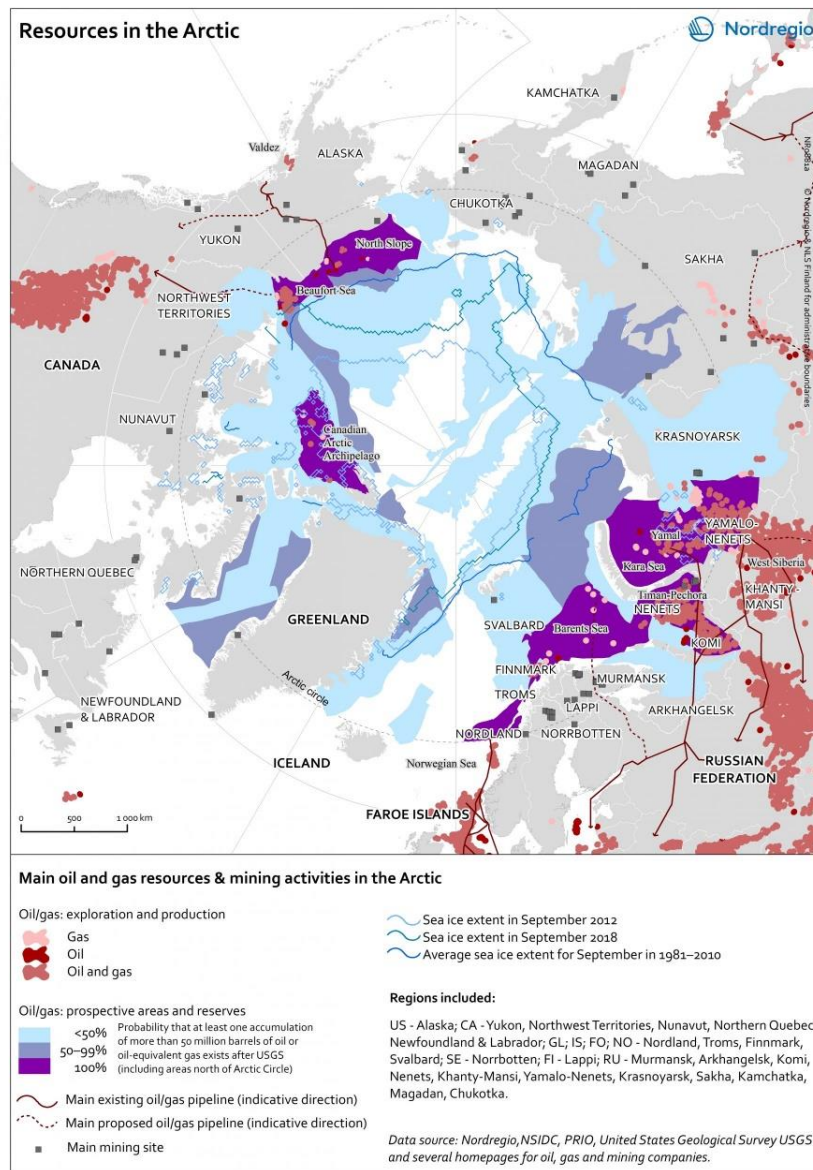 Resources in the Arctic
Nordregio
KAMCHATKA
Valdez
ALASKA
MAGADAN
CHUKOTKA
YUKON
North Slope
SAKHA
Beaufort Sea
NORTHWEST
TERRITORIES
CANADA
NUNAVUT
Canadian
Arctic
Archipelago
KRASNOYARSK
YAMALO-
NENETS
Yamal
Kara Sea
West Siberia
NORTHERN QUEBEC
Timan-Pechora
NENETS
KHANTY-
MANSI
GREENLAND
SVALBARD
Barents Sea
KOMI
Arctic circle
FINNMARK
MURMANSK
TROMS
LAPPI
ARKHANGELSK
NEWFOUNDLAND
& LABRADOR
NORDLAND
NORRBOTTEN
ICELAND
Norwegian Sea
RUSSIAN
FEDERATION
FAROE ISLANDS
0 500 1 000 km
© Nordregio & NLS Finland for administrative boundaries
Main oil and gas resources & mining activities in the Arctic
Oil/gas: exploration and production
Gas
Oil
Oil and gas
Oil/gas: prospective areas and reserves
<50%
50–99%
100%
Probability that at least one accumulation
of more than 50 million barrels of oil or
oil-equivalent gas exists after USGS
(including areas north of Arctic Circle)
Main existing oil/gas pipeline (indicative direction)
Main proposed oil/gas pipeline (indicative direction)
Main mining site
Sea ice extent in September 2012
Sea ice extent in September 2018
Average sea ice extent for September in 1981–2010
Regions included:
US - Alaska; CA - Yukon, Northwest Territories, Nunavut, Northern Quebec
Newfoundland & Labrador; GL; IS; FO; NO - Nordland, Troms, Finnmark,
Svalbard; SE - Norrbotten; FI - Lappi; RU - Murmansk, Arkhangelsk, Komi,
Nenets, Khanty-Mansi, Yamalo-Nenets, Krasnoyarsk, Sakha, Kamchatka,
Magadan, Chukotka.
Data source: Nordregio,NSIDC, PRIO, United States Geological Survey USGS
and several homepages for oil, gas and mining companies.